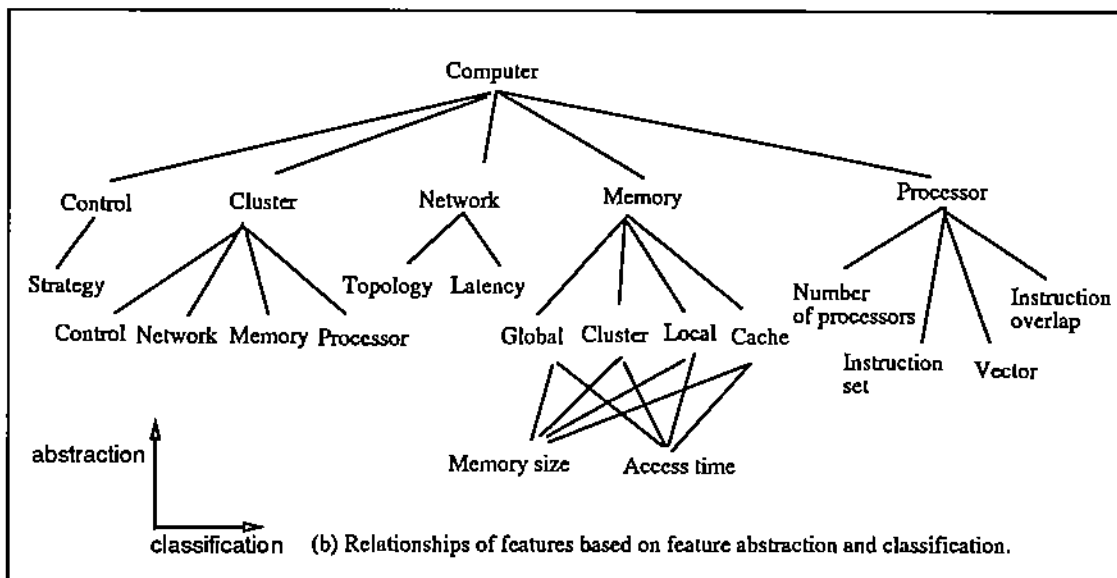 Computer
Control
Cluster
Network
Memory
Processor
Strategy
Control
Network
Memory
Processor
Topology
Latency
Global
Cluster
Local
Cache
Number
of processors
Instruction
set
Vector
Instruction
overlap
Memory size
Access time
abstraction
classification
(b) Relationships of features based on feature abstraction and classification.